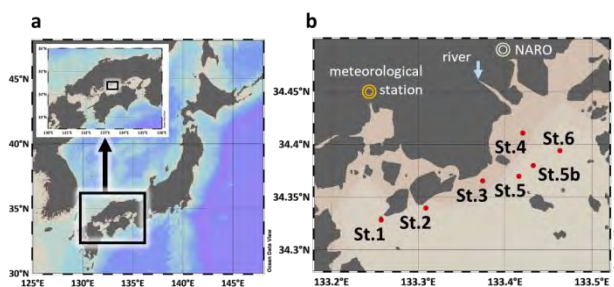 a
b
45°N
40°N
35°N
30°N
125°E
130°E
135°E
140°E
145°E
Ocean Data View
NARO
river
meteorological
station
34.45°N
34.4°N
34.35°N
34.3°N
St.4
St.6
St.3
St.5
St.5b
St.2
St.1
133.2°E
133.3°E
133.4°E
133.5°E